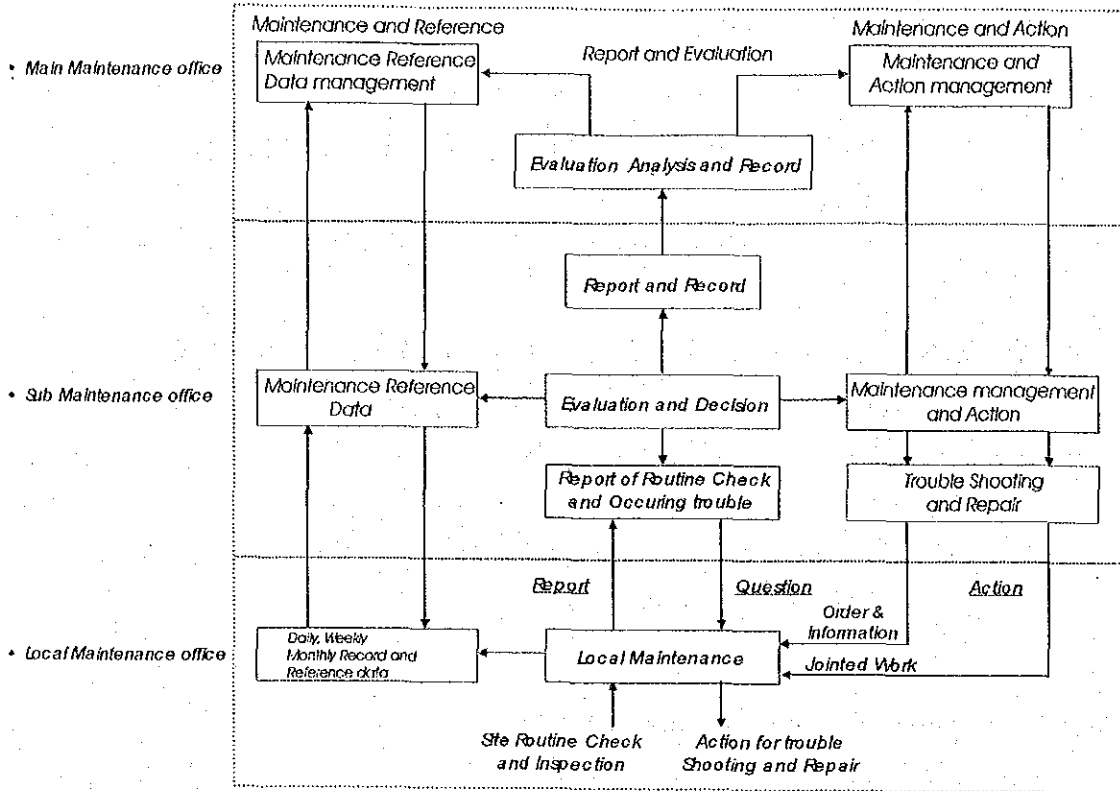 Maintenance and Reference
Report and Evaluation
Maintenance and Action
• Main Maintenance office
Maintenance Reference
Data management
Maintenance and
Action management
Evaluation Analysis and Record
Report and Record
• Sub Maintenance office
Maintenance Reference
Data
Evaluation and Decision
Maintenance management
and Action
Report of Routine Check
and Occuring trouble
Trouble Shooting
and Repair
Report
Question
Action
Order &
Information
• Local Maintenance office
Daily, Weekly
Monthly Record and
Reference data
Local Maintenance
Jointed Work
Site Routine Check
and Inspection
Action for trouble
Shooting and Repair